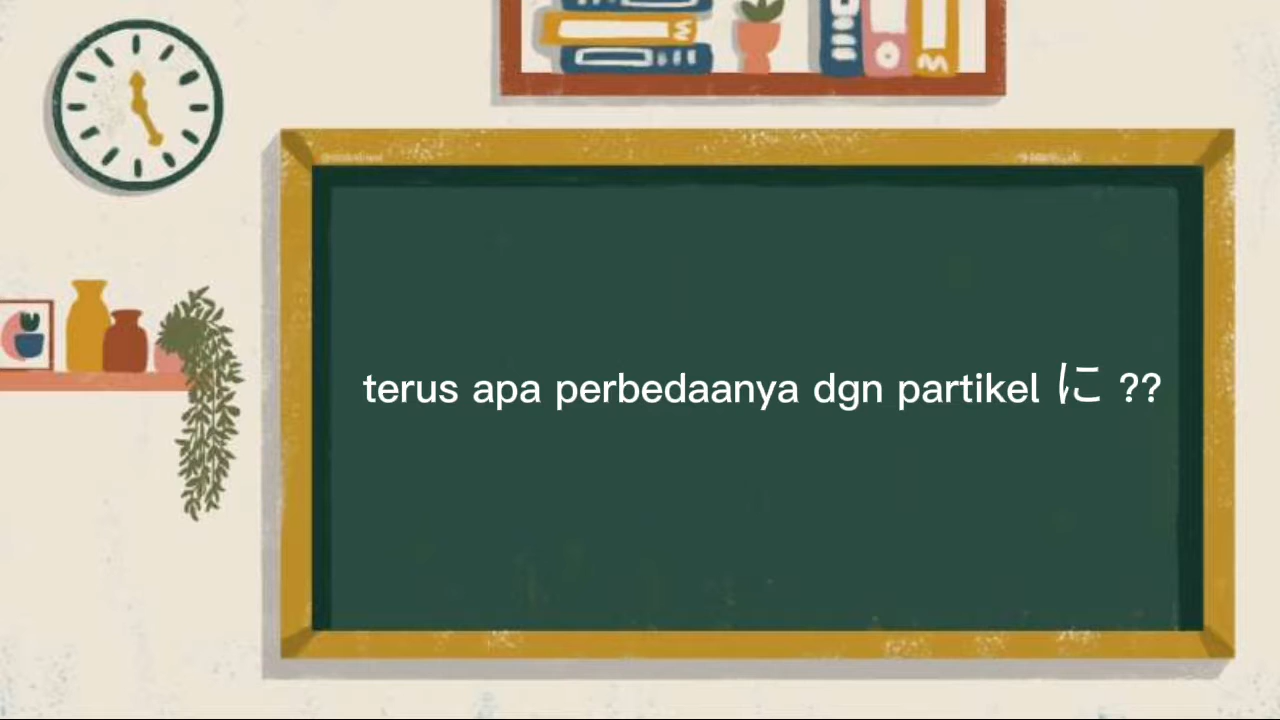 terus apa perbedaanya dgn partikel に ??